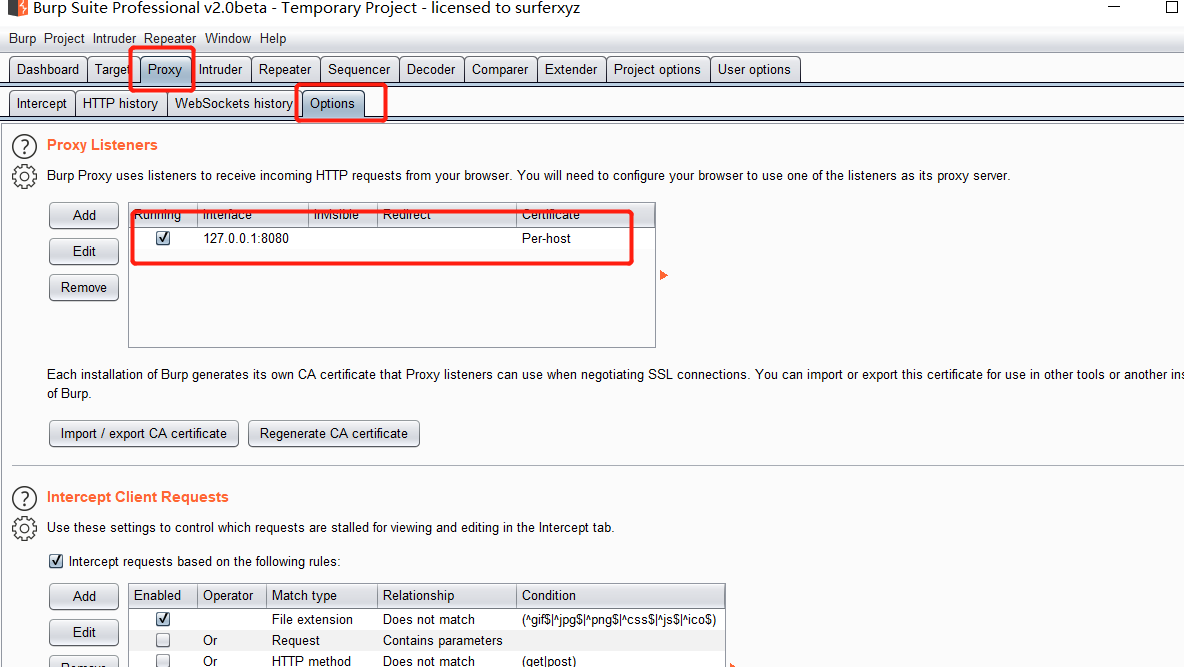 Burp Suite Professional v2.0beta - Temporary Project - licensed to surferxyz
Burp Project Intruder Repeater Window Help
Dashboard Target Proxy Intruder Repeater Sequencer Decoder Comparer Extender Project options User options
Intercept HTTP history WebSockets history Options
? Proxy Listeners
Burp Proxy uses listeners to receive incoming HTTP requests from your browser. You will need to configure your browser to use one of the listeners as its proxy server.
Add Running Interface Invisible Redirect Certificate
127.0.0.1:8080 Per-host
Edit
Remove
Each installation of Burp generates its own CA certificate that Proxy listeners can use when negotiating SSL connections. You can import or export this certificate for use in other tools or another ins
of Burp.
Import / export CA certificate Regenerate CA certificate
? Intercept Client Requests
Use these settings to control which requests are stalled for viewing and editing in the Intercept tab.
Intercept requests based on the following rules:
Add Enabled Operator Match type Relationship Condition
File extension Does not match (^gif$|^jpg$|^png$|^css$|^js$|^ico$)
Edit Or Request Contains parameters
Remove Or HTTP method Does not match (get|post)